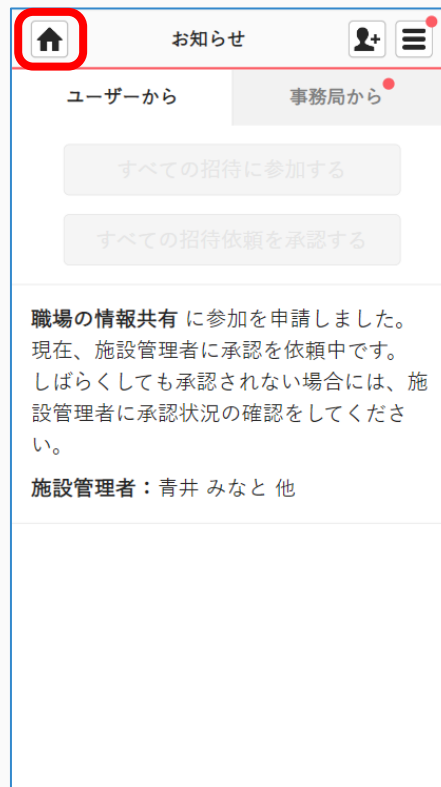 お知らせ
ユーザーから
事務局から
すべての招待に参加する
すべての招待依頼を承認する
職場の情報共有 に参加を申請しました。
現在、施設管理者に承認を依頼中です。
しばらくしても承認されない場合には、施
設管理者に承認状況の確認をしてくださ
い。
施設管理者：青井 みなと 他